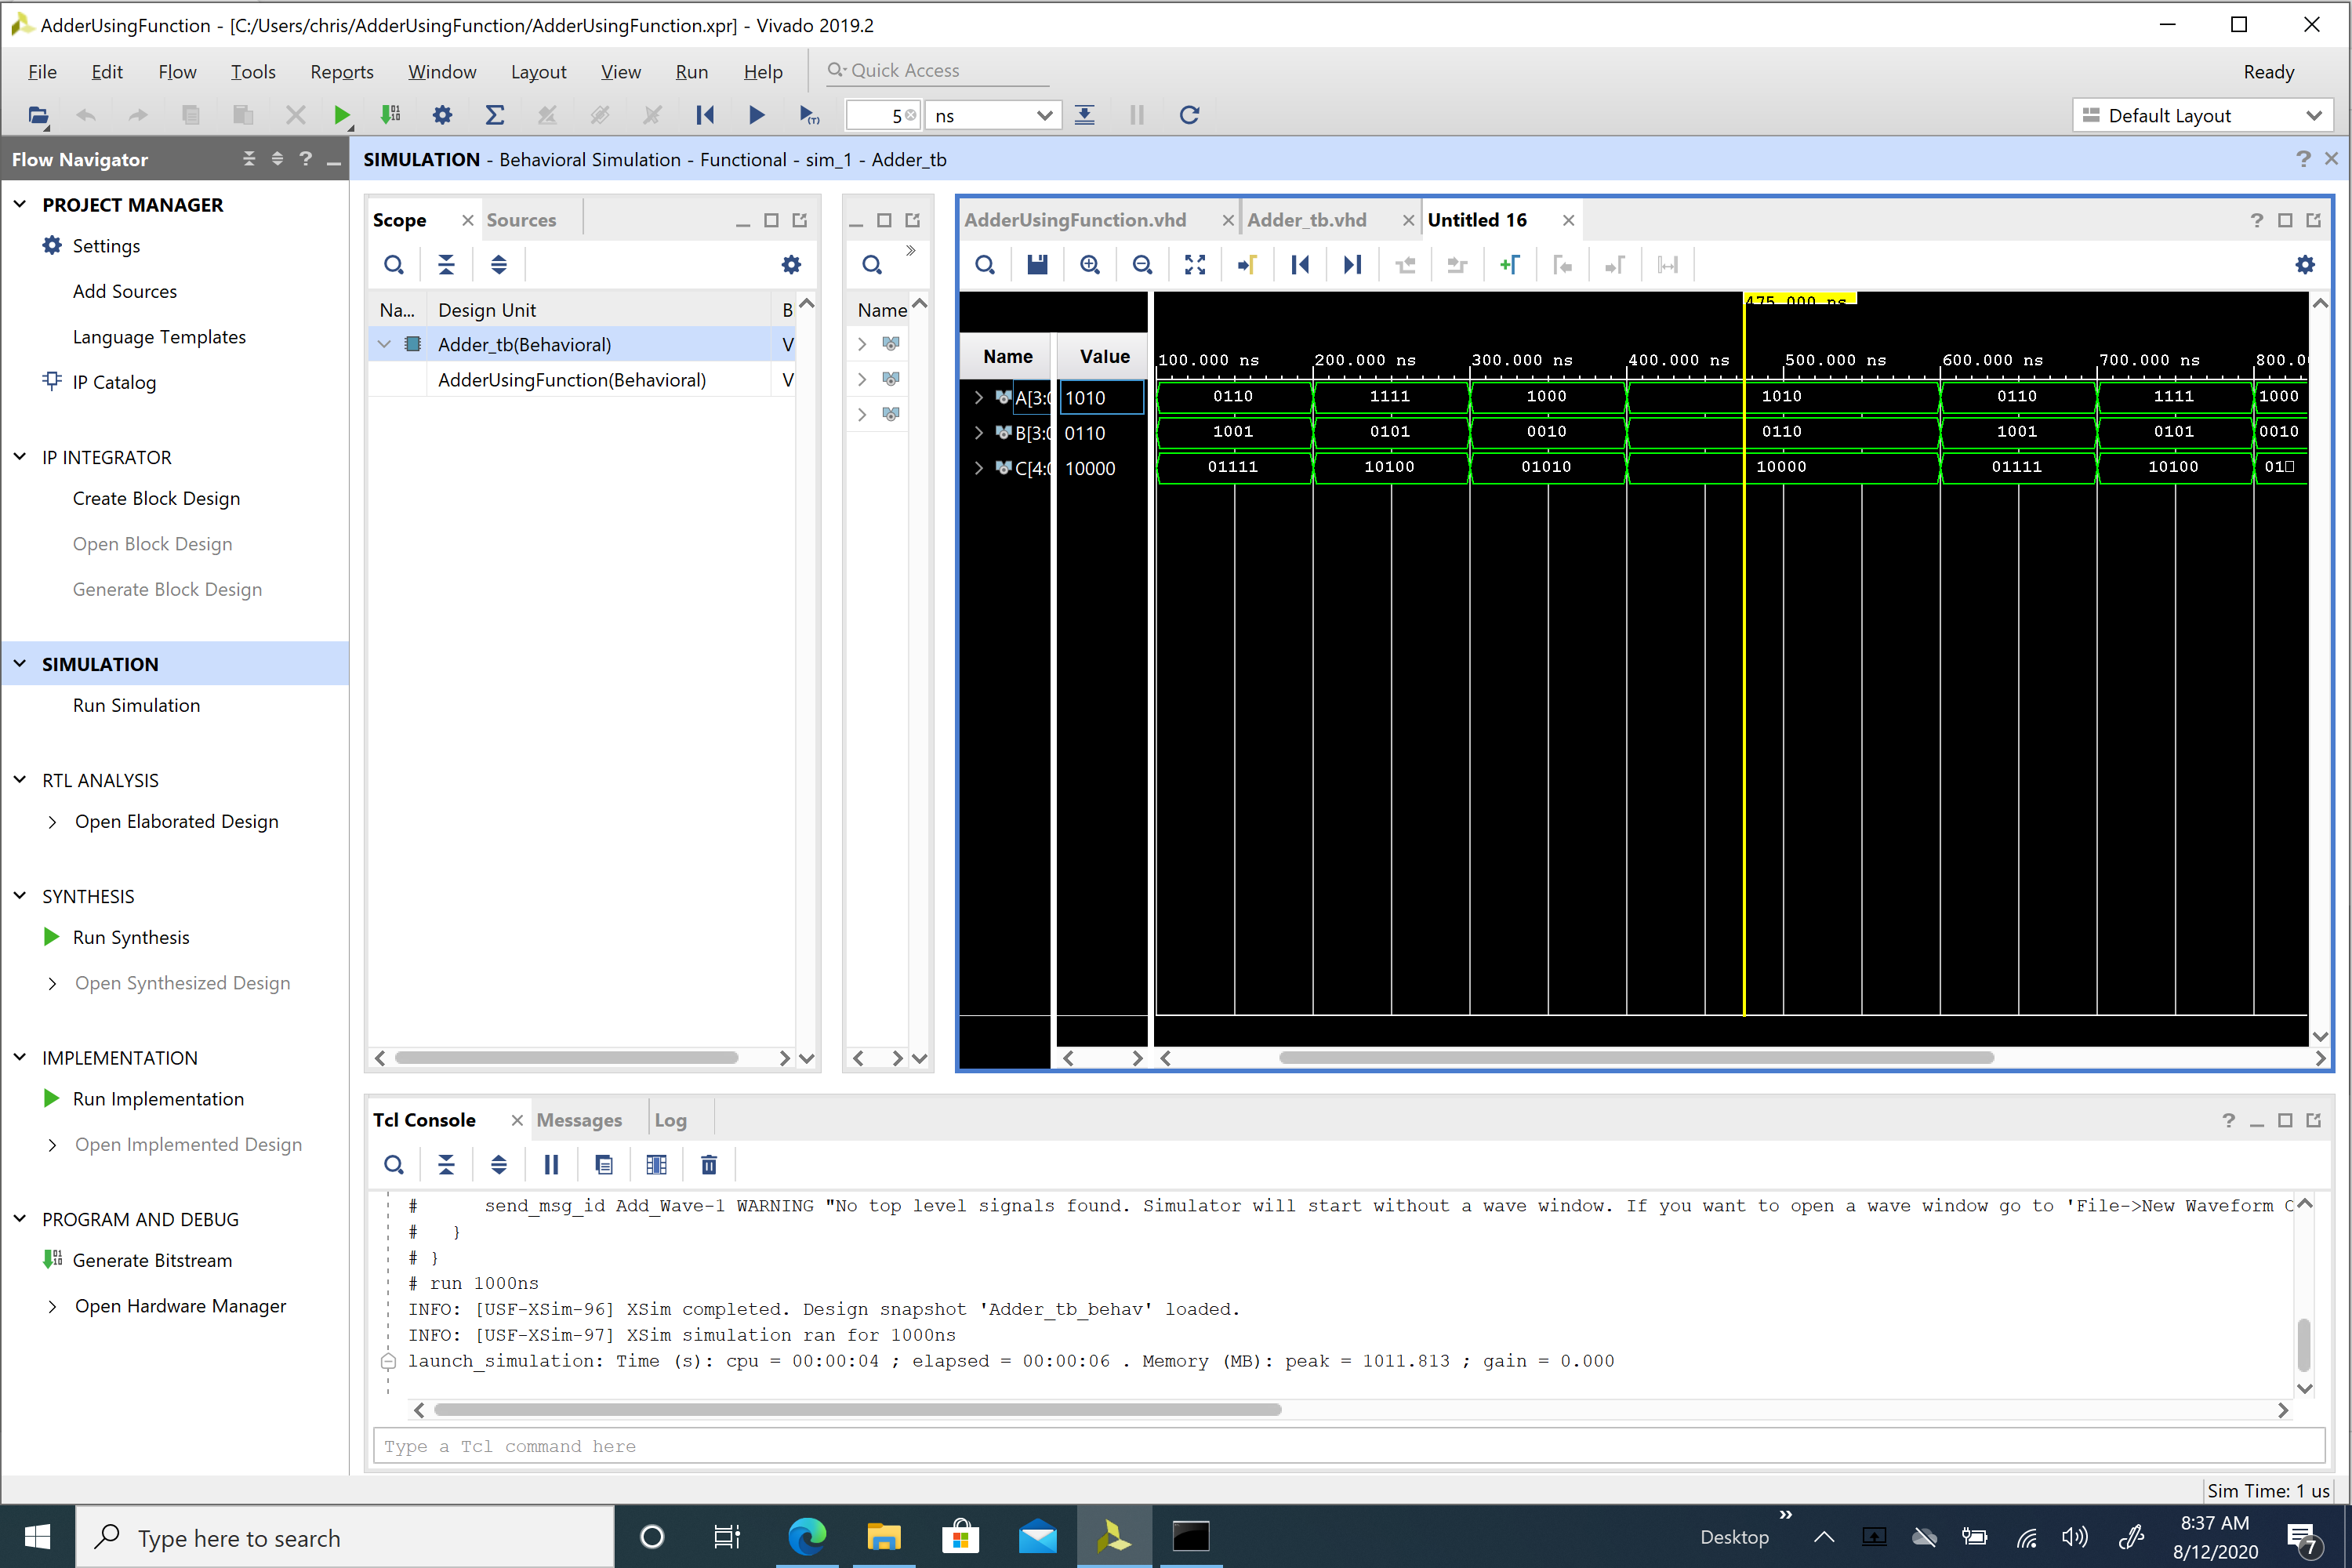 AdderUsingFunction - [C:/Users/chris/AdderUsingFunction/AdderUsingFunction.xpr] - Vivado 2019.2
File Edit Flow Tools Reports Window Layout View Run Help Quick Access Ready
5 ns Default Layout
Flow Navigator
SIMULATION - Behavioral Simulation - Functional - sim_1 - Adder_tb
PROJECT MANAGER
Settings
Add Sources
Language Templates
IP Catalog
IP INTEGRATOR
Create Block Design
Open Block Design
Generate Block Design
SIMULATION
Run Simulation
RTL ANALYSIS
Open Elaborated Design
SYNTHESIS
Run Synthesis
Open Synthesized Design
IMPLEMENTATION
Run Implementation
Open Implemented Design
PROGRAM AND DEBUG
Generate Bitstream
Open Hardware Manager
Scope Sources
Na... Design Unit B
Adder_tb(Behavioral) V
AdderUsingFunction(Behavioral) V
Name
AdderUsingFunction.vhd Adder_tb.vhd Untitled 16
475.000 ns
Name Value 100.000 ns 200.000 ns 300.000 ns 400.000 ns 500.000 ns 600.000 ns 700.000 ns 800.0
A[3:0 1010 0110 1111 1000 1010 0110 1111 1000
B[3:0 0110 1001 0101 0010 0110 1001 0101 0010
C[4:0 10000 01111 10100 01010 10000 01111 10100 01
Tcl Console Messages Log
# send_msg_id Add_Wave-1 WARNING "No top level signals found. Simulator will start without a wave window. If you want to open a wave window go to 'File->New Waveform C
# }
# }
# run 1000ns
INFO: [USF-XSim-96] XSim completed. Design snapshot 'Adder_tb_behav' loaded.
INFO: [USF-XSim-97] XSim simulation ran for 1000ns
launch_simulation: Time (s): cpu = 00:00:04 ; elapsed = 00:00:06 . Memory (MB): peak = 1011.813 ; gain = 0.000
Type a Tcl command here
Sim Time: 1 us
Type here to search
Desktop
8:37 AM
8/12/2020
7